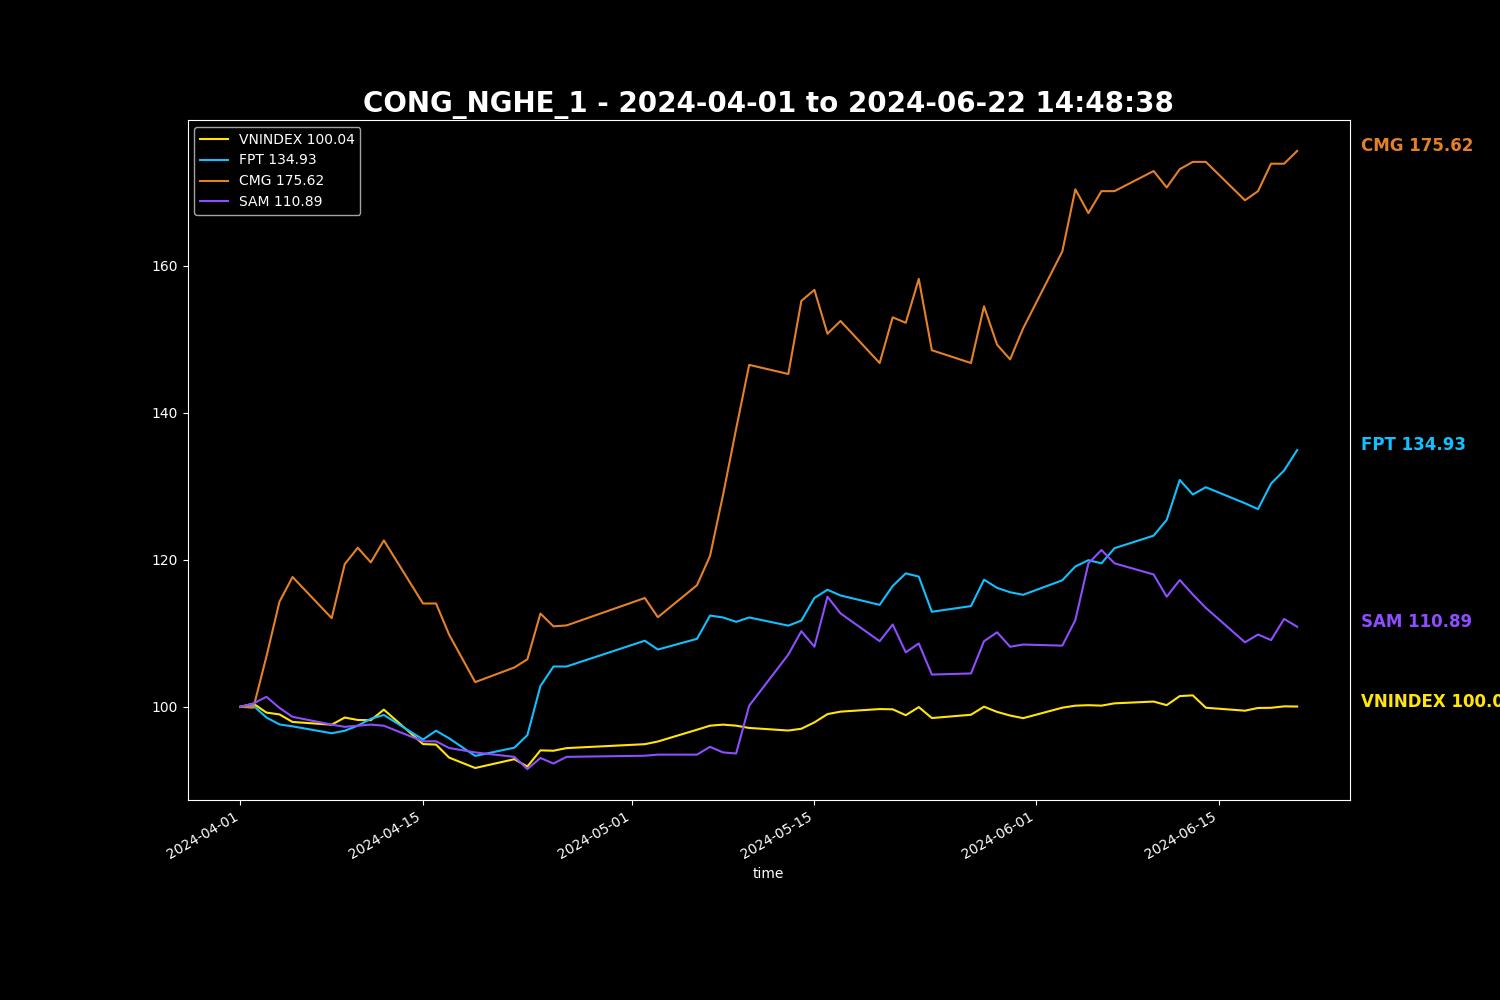 CONG_NGHE_1 - 2024-04-01 to 2024-06-22 14:48:38
VNINDEX 100.04
FPT 134.93
CMG 175.62
SAM 110.89
CMG 175.62
FPT 134.93
SAM 110.89
VNINDEX 100.0
160
140
120
100
2024-04-01
2024-04-15
2024-05-01
2024-05-15
2024-06-01
2024-06-15
time